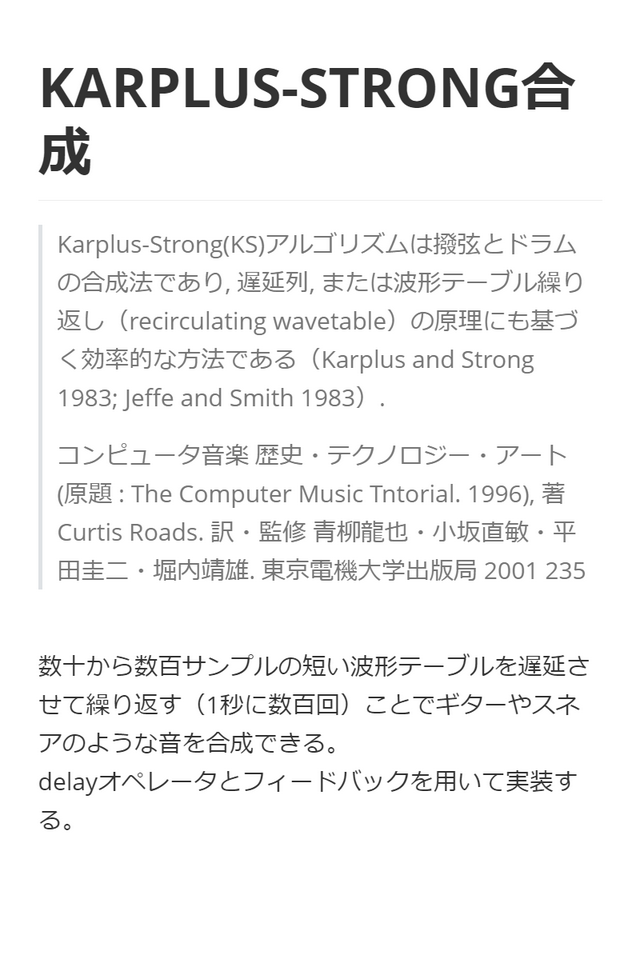 KARPLUS-STRONG合
成
Karplus-Strong(KS)アルゴリズムは撥弦とドラム
の合成法であり, 遅延列, または波形テーブル繰り
返し（recirculating wavetable）の原理にも基づ
く効率的な方法である（Karplus and Strong
1983; Jeffe and Smith 1983）.
コンピュータ音楽 歴史・テクノロジー・アート
(原題 : The Computer Music Tntorial. 1996), 著
Curtis Roads. 訳・監修 青柳龍也・小坂直敏・平
田圭二・堀内靖雄. 東京電機大学出版局 2001 235
数十から数百サンプルの短い波形テーブルを遅延さ
せて繰り返す（1秒に数百回）ことでギターやスネ
アのような音を合成できる。
delayオペレータとフィードバックを用いて実装す
る。